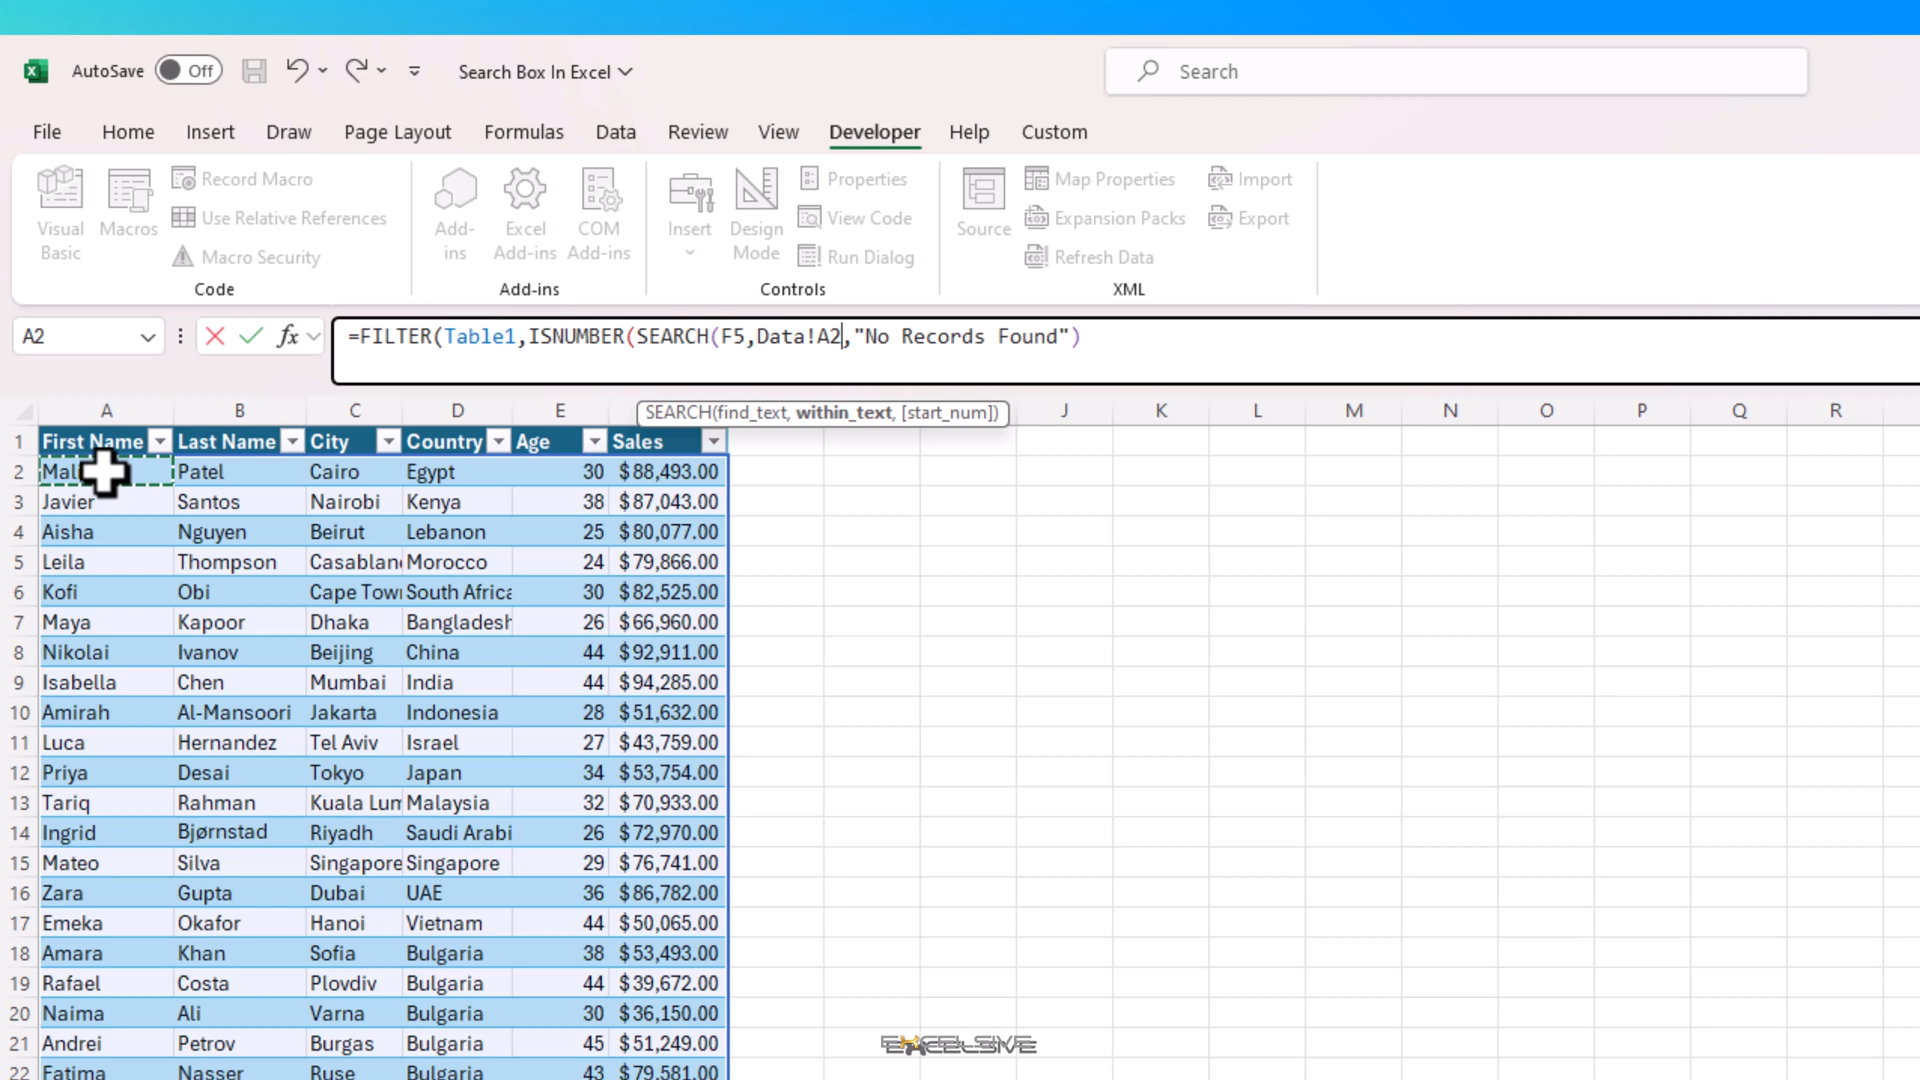 AutoSave Off Search Box In Excel Search
File Home Insert Draw Page Layout Formulas Data Review View Developer Help Custom
Visual Basic
Macros
Record Macro
Use Relative References
Macro Security
Code
Add-ins
Excel Add-ins
COM Add-ins
Add-ins
Insert
Design Mode
Properties
View Code
Run Dialog
Controls
Source
Map Properties
Expansion Packs
Refresh Data
Import
Export
XML
A2 fx =FILTER(Table1,ISNUMBER(SEARCH(F5,Data!A2,"No Records Found")
SEARCH(find_text, within_text, [start_num])
A B C D E J K L M N O P Q R
1 First Name Last Name City Country Age Sales
2 Mal Patel Cairo Egypt 30 $88,493.00
3 Javier Santos Nairobi Kenya 38 $87,043.00
4 Aisha Nguyen Beirut Lebanon 25 $80,077.00
5 Leila Thompson Casablanc Morocco 24 $79,866.00
6 Kofi Obi Cape Town South Africa 30 $82,525.00
7 Maya Kapoor Dhaka Bangladesh 26 $66,960.00
8 Nikolai Ivanov Beijing China 44 $92,911.00
9 Isabella Chen Mumbai India 44 $94,285.00
10 Amirah Al-Mansoori Jakarta Indonesia 28 $51,632.00
11 Luca Hernandez Tel Aviv Israel 27 $43,759.00
12 Priya Desai Tokyo Japan 34 $53,754.00
13 Tariq Rahman Kuala Lum Malaysia 32 $70,933.00
14 Ingrid Bjørnstad Riyadh Saudi Arabi 26 $72,970.00
15 Mateo Silva Singapore Singapore 29 $76,741.00
16 Zara Gupta Dubai UAE 36 $86,782.00
17 Emeka Okafor Hanoi Vietnam 44 $50,065.00
18 Amara Khan Sofia Bulgaria 38 $53,493.00
19 Rafael Costa Plovdiv Bulgaria 44 $39,672.00
20 Naima Ali Varna Bulgaria 30 $36,150.00
21 Andrei Petrov Burgas Bulgaria 45 $51,249.00
22 Fatima Nasser Ruse Bulgaria 43 $79,581.00
EXCELSIVE